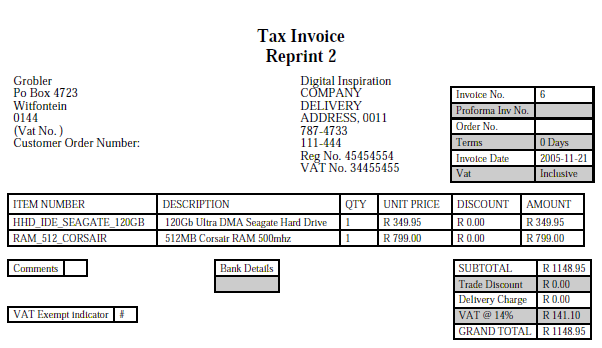 Tax Invoice
Reprint 2
Grobler
Po Box 4723
Witfontein
0144
(Vat No. )
Customer Order Number:
Digital Inspiration
COMPANY
DELIVERY
ADDRESS, 0011
787-4733
111-444
Reg No. 45454554
VAT No. 34455455
Invoice No. 6
Proforma Inv No.
Order No.
Terms 0 Days
Invoice Date 2005-11-21
Vat Inclusive
ITEM NUMBER DESCRIPTION QTY UNIT PRICE DISCOUNT AMOUNT
HHD_IDE_SEAGATE_120GB 120Gb Ultra DMA Seagate Hard Drive 1 R 349.95 R 0.00 R 349.95
RAM_512_CORSAIR 512MB Corsair RAM 500mhz 1 R 799.00 R 0.00 R 799.00
Comments
Bank Details
VAT Exempt indicator #
SUBTOTAL R 1148.95
Trade Discount R 0.00
Delivery Charge R 0.00
VAT @ 14% R 141.10
GRAND TOTAL R 1148.95